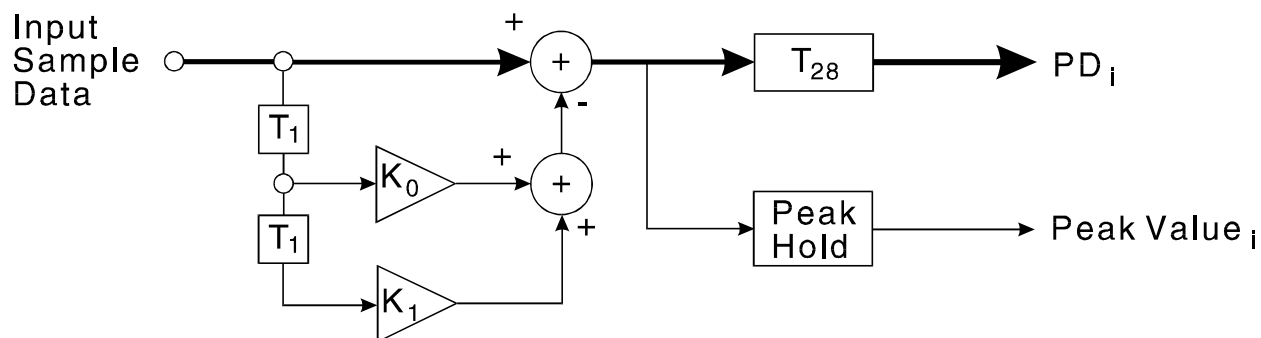 Input
Sample
Data
+
+
T28
PDi
-
T1
K0
+
+
+
T1
K1
Peak
Hold
Peak Valuei